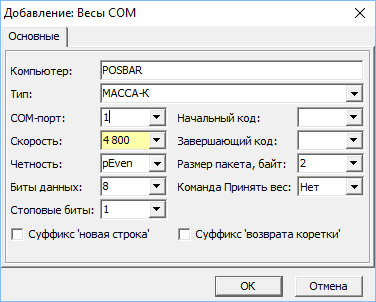 Добавление: Весы COM
Основные
Компьютер: POSBAR
Тип: МАССА-К
COM-порт: 1 Начальный код:
Скорость: 4 800 Завершающий код:
Четность: pEven Размер пакета, байт: 2
Биты данных: 8 Команда Принять вес: Нет
Стоповые биты: 1
Суффикс 'новая строка' Суффикс 'возврата коретки'
OK Отмена